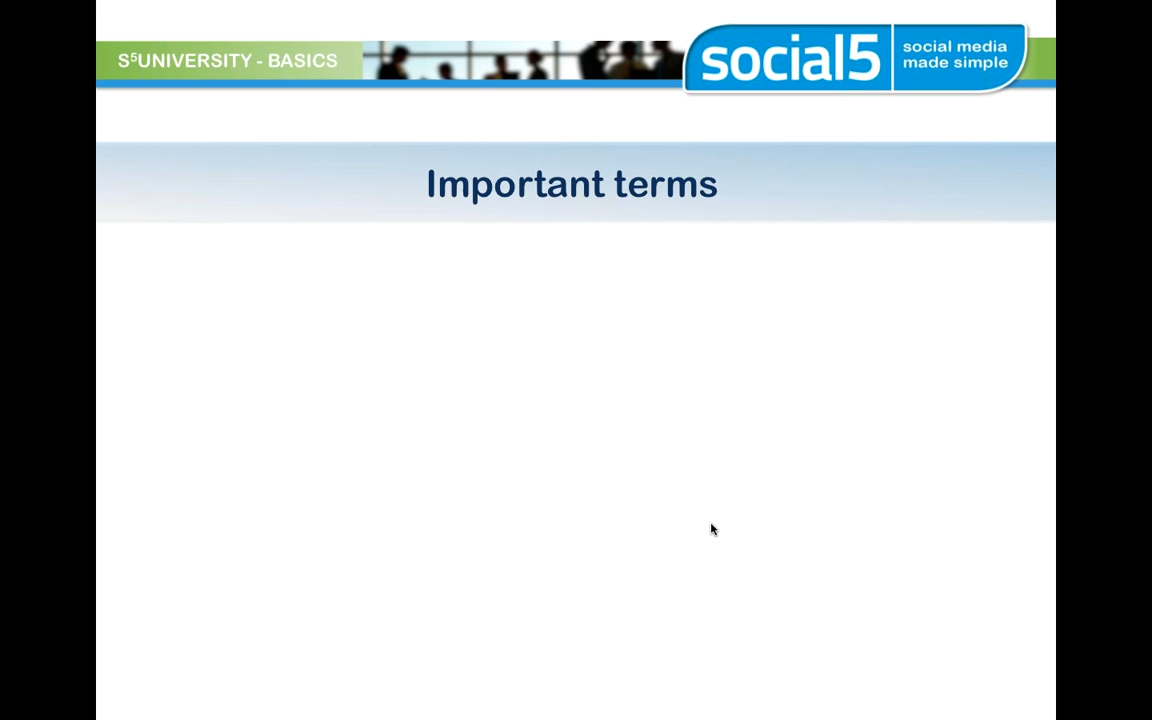 S⁵UNIVERSITY - BASICS
social5
social media
made simple
Important terms